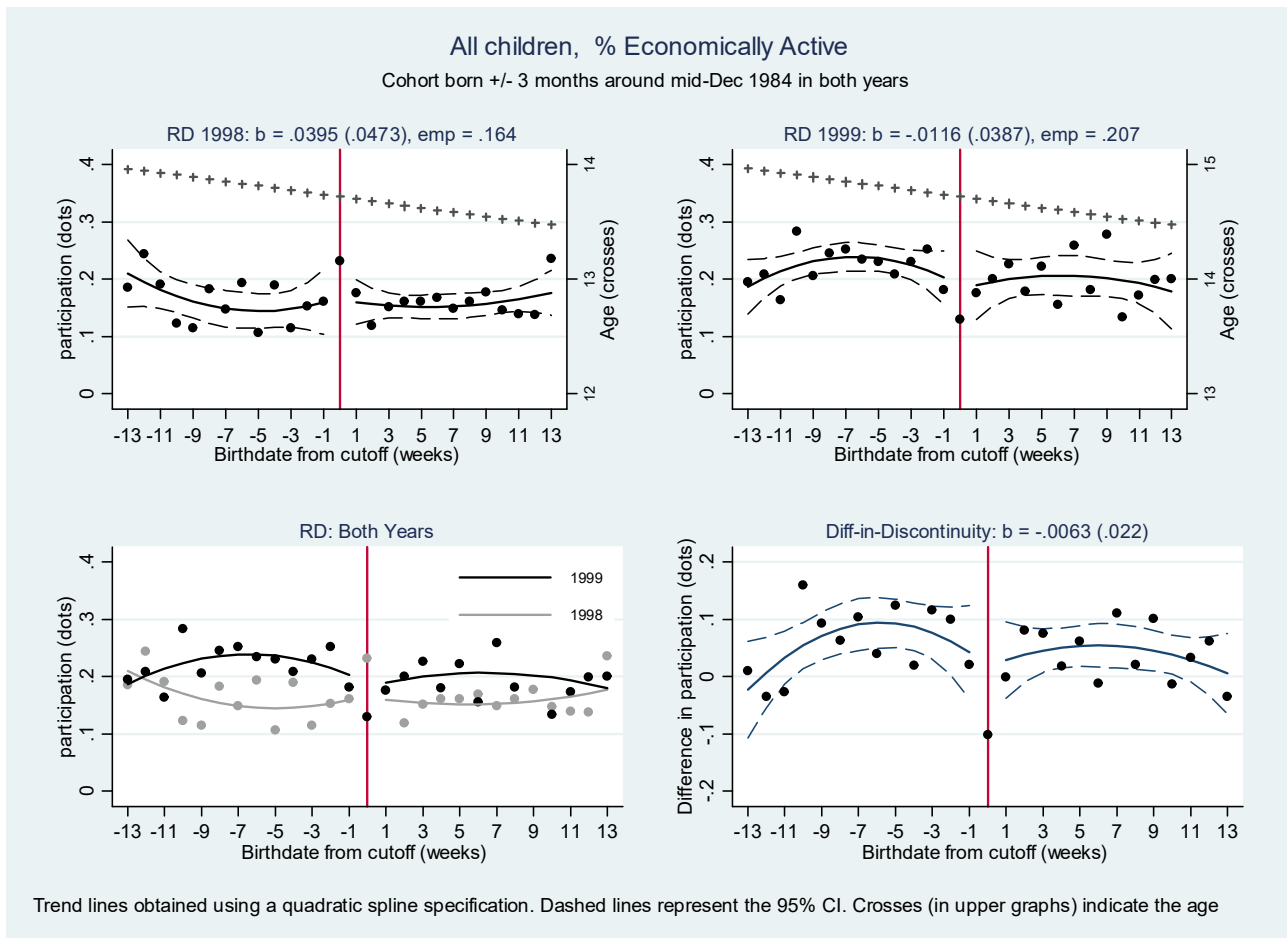 All children,  % Economically Active
Cohort born +/- 3 months around mid-Dec 1984 in both years
RD 1998: b = .0395 (.0473), emp = .164
participation (dots)
.4
.3
.2
.1
0
14
13
12
Age (crosses)
-13 -11 -9 -7 -5 -3 -1 1 3 5 7 9 11 13
Birthdate from cutoff (weeks)
RD 1999: b = -.0116 (.0387), emp = .207
participation (dots)
.4
.3
.2
.1
0
15
14
13
Age (crosses)
-13 -11 -9 -7 -5 -3 -1 1 3 5 7 9 11 13
Birthdate from cutoff (weeks)
RD: Both Years
participation (dots)
.4
.3
.2
.1
0
1999
1998
-13 -11 -9 -7 -5 -3 -1 1 3 5 7 9 11 13
Birthdate from cutoff (weeks)
Diff-in-Discontinuity: b = -.0063 (.022)
Difference in participation (dots)
.2
.1
0
-.1
-.2
-13 -11 -9 -7 -5 -3 -1 1 3 5 7 9 11 13
Birthdate from cutoff (weeks)
Trend lines obtained using a quadratic spline specification. Dashed lines represent the 95% CI. Crosses (in upper graphs) indicate the age